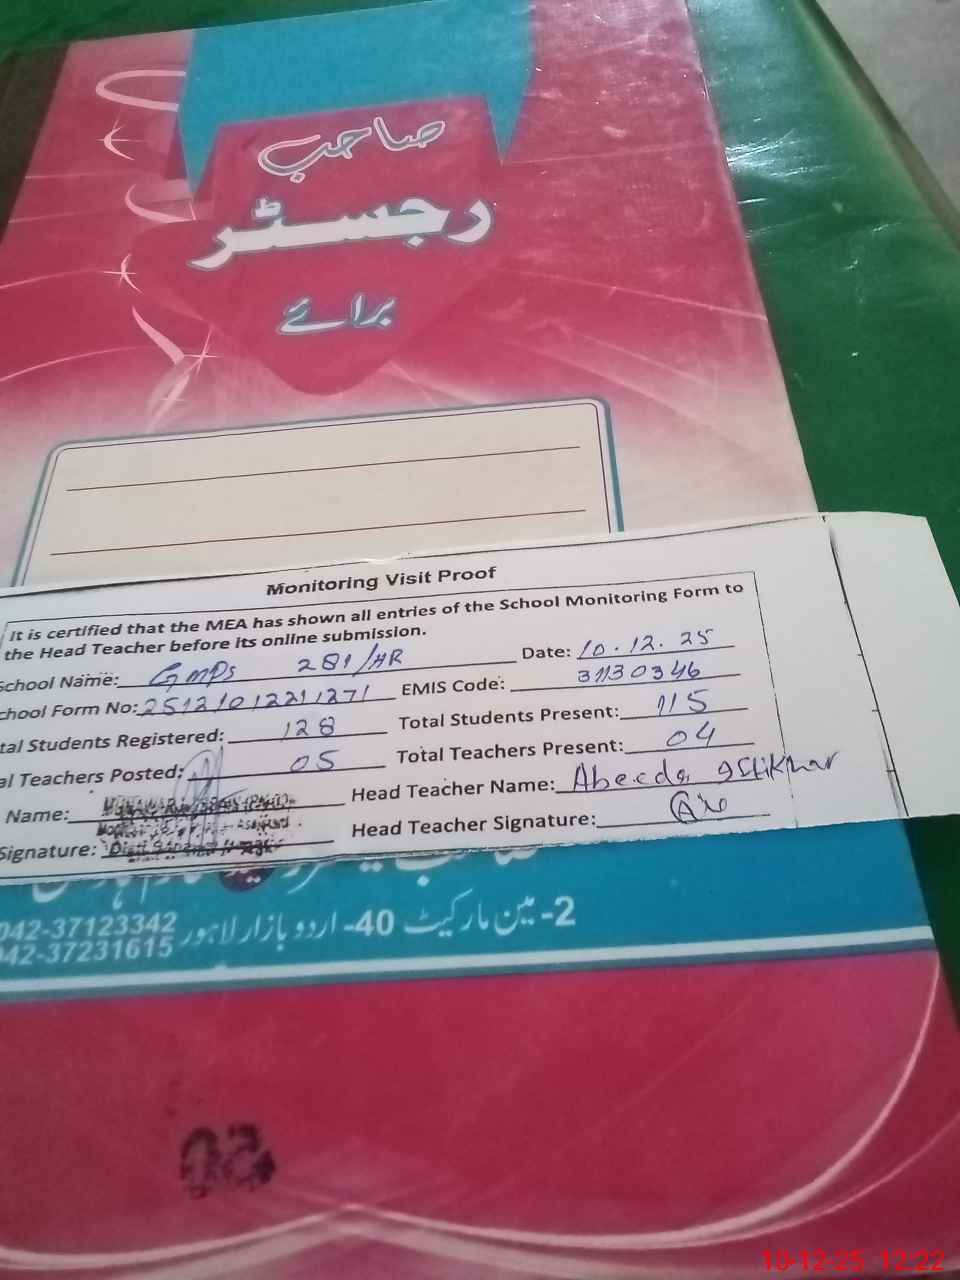 صاحب
رجسٹر
برائے
Monitoring Visit Proof
It is certified that the MEA has shown all entries of the School Monitoring Form to
the Head Teacher before its online submission.
School Name: GMPS 281/HR Date: 10.12.25
chool Form No: 25121012211271 EMIS Code: 31130346
tal Students Registered: 128 Total Students Present: 115
al Teachers Posted: 05 Total Teachers Present: 04
Name: Head Teacher Name: Abeeda Iftikhar
Signature: Head Teacher Signature:
2- مین مارکیٹ 40- اردو بازار لاہور
042-37123342
042-37231615
10-12-25 12:22